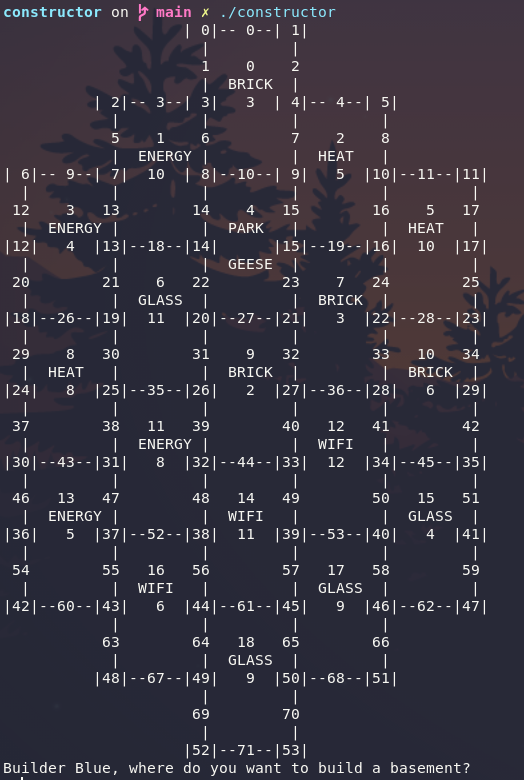 constructor on  main ✗ ./constructor
                    | 0|-- 0--| 1|
                      |         |
                      1    0    2
                      |  BRICK  |
          | 2|-- 3--| 3|   3  | 4|-- 4--| 5|
            |         |         |         |
            5    1    6         7    2    8
            |  ENERGY |         |  HEAT   |
| 6|-- 9--| 7|  10  | 8|--10--| 9|   5  |10|--11--|11|
  |         |         |         |         |         |
 12    3   13        14    4   15        16    5   17
  |  ENERGY |         |  PARK   |         |  HEAT   |
|12|   4  |13|--18--|14|      |15|--19--|16|  10  |17|
  |         |         |  GEESE  |         |         |
 20        21    6   22        23    7   24        25
  |         |  GLASS  |         |  BRICK  |         |
|18|--26--|19|  11  |20|--27--|21|   3  |22|--28--|23|
  |         |         |         |         |         |
 29    8   30        31    9   32        33   10   34
  |  HEAT   |         |  BRICK  |         |  BRICK  |
|24|   8  |25|--35--|26|   2  |27|--36--|28|   6  |29|
  |         |         |         |         |         |
 37        38   11   39        40   12   41        42
  |         |  ENERGY |         |  WIFI   |         |
|30|--43--|31|   8  |32|--44--|33|  12  |34|--45--|35|
  |         |         |         |         |         |
 46   13   47        48   14   49        50   15   51
  |  ENERGY |         |  WIFI   |         |  GLASS  |
|36|   5  |37|--52--|38|  11  |39|--53--|40|   4  |41|
  |         |         |         |         |         |
 54        55   16   56        57   17   58        59
  |         |  WIFI   |         |  GLASS  |         |
|42|--60--|43|   6  |44|--61--|45|   9  |46|--62--|47|
            |         |         |         |
           63        64   18   65        66
            |         |  GLASS  |         |
          |48|--67--|49|   9  |50|--68--|51|
                      |         |
                     69        70
                      |         |
                    |52|--71--|53|
Builder Blue, where do you want to build a basement?